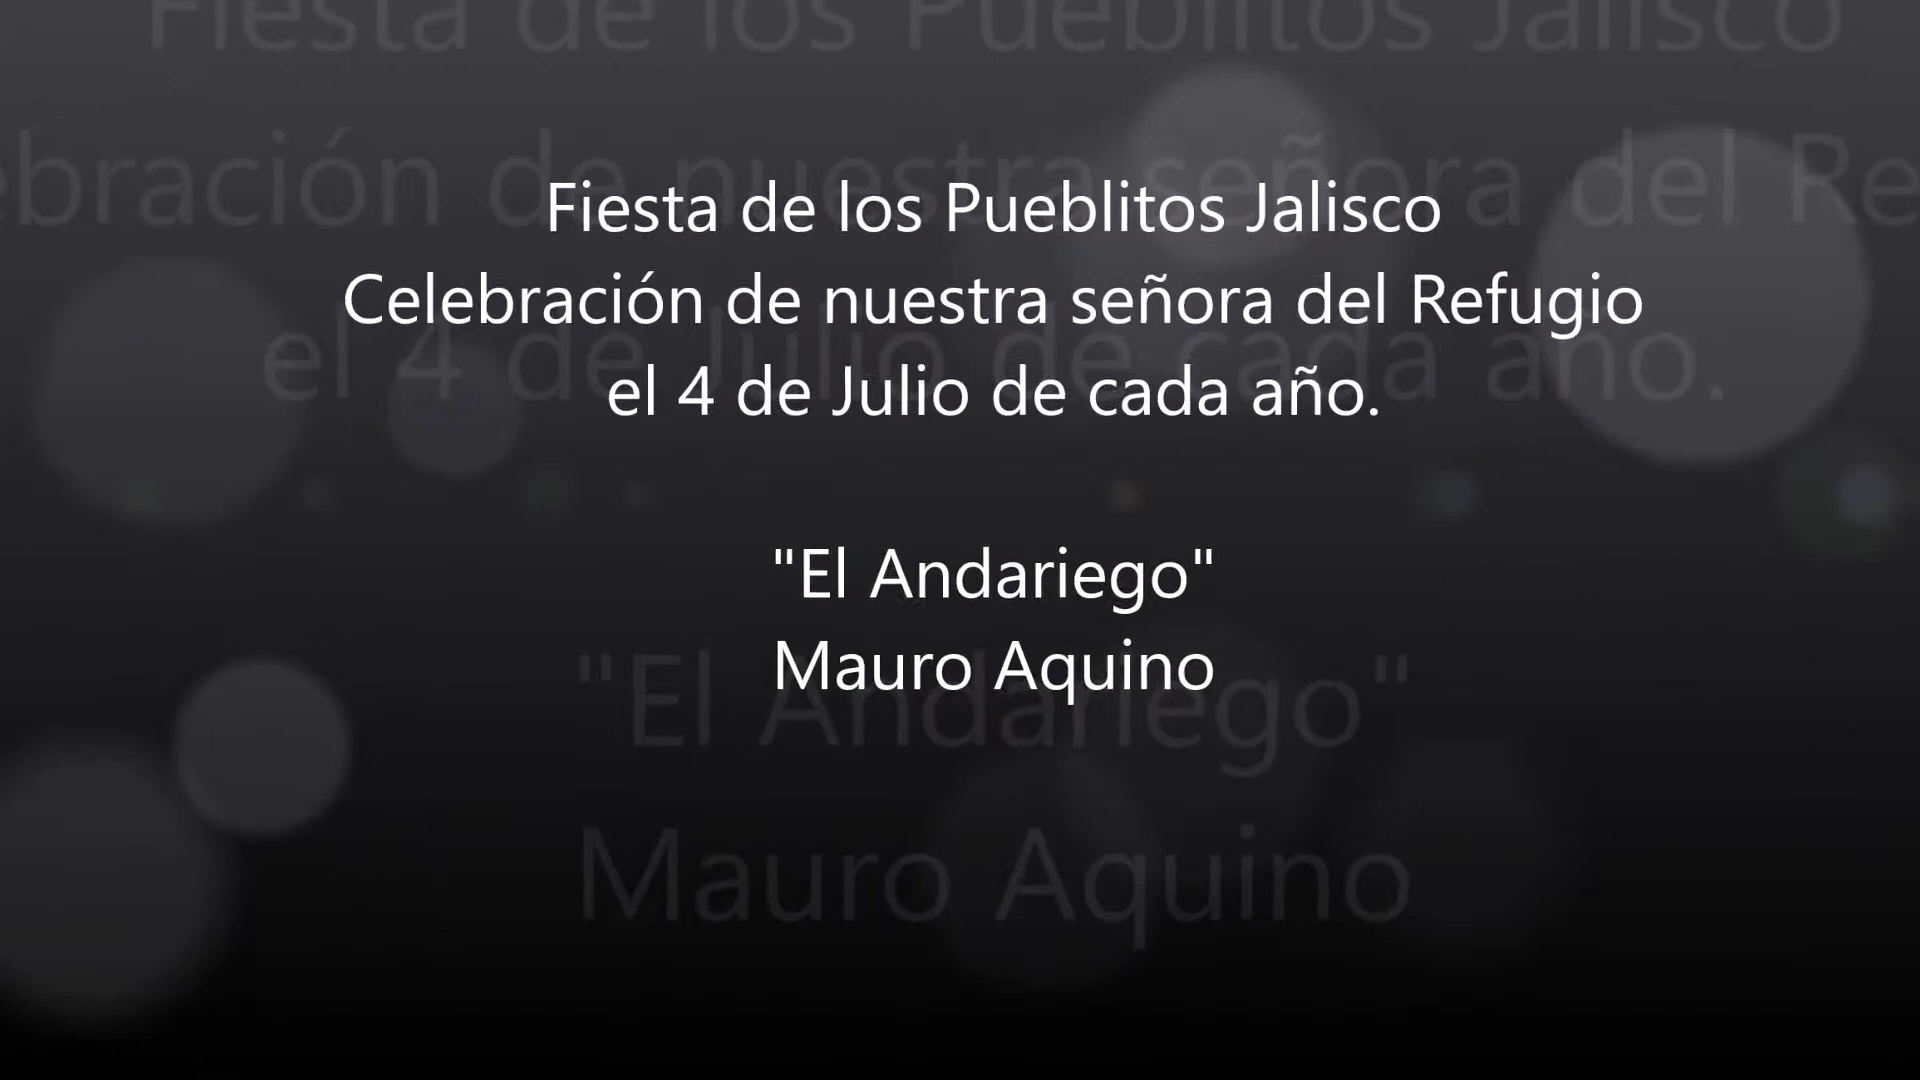 Fiesta de los Pueblitos Jalisco
Celebración de nuestra señora del Refugio
el 4 de Julio de cada año.
"El Andariego"
Mauro Aquino